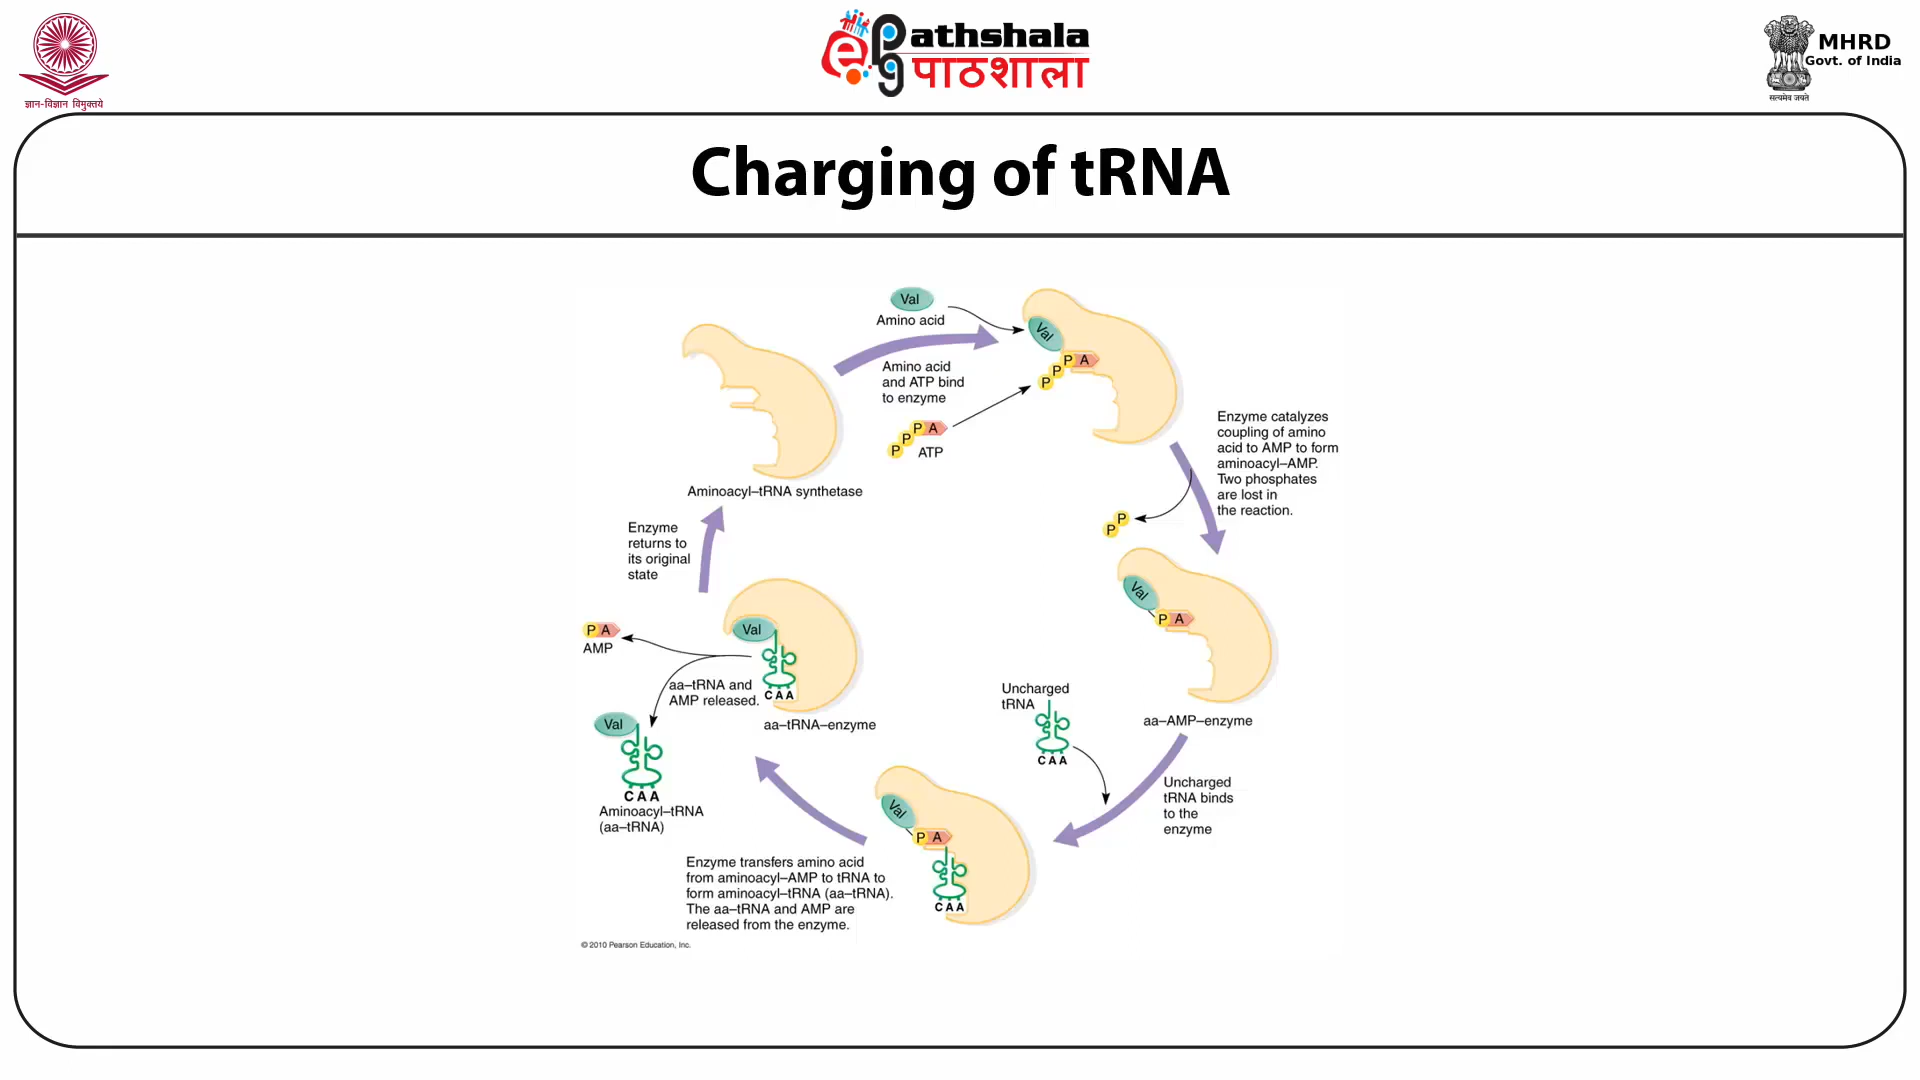 ज्ञान-विज्ञान विमुक्तये
e Pathshala
पाठशाला
MHRD
Govt. of India
सत्यमेव जयते
Charging of tRNA
Val
Amino acid
Amino acid
and ATP bind
to enzyme
P P P A
ATP
Val
P P P A
Aminoacyl–tRNA synthetase
Enzyme catalyzes
coupling of amino
acid to AMP to form
aminoacyl–AMP.
Two phosphates
are lost in
the reaction.
P P
Val
P A
aa–AMP–enzyme
Uncharged
tRNA
CAA
Uncharged
tRNA binds
to the
enzyme
Val
P A
CAA
Enzyme transfers amino acid
from aminoacyl–AMP to tRNA to
form aminoacyl–tRNA (aa–tRNA).
The aa–tRNA and AMP are
released from the enzyme.
Val
CAA
aa–tRNA–enzyme
aa–tRNA and
AMP released.
P A
AMP
Val
CAA
Aminoacyl–tRNA
(aa–tRNA)
Enzyme
returns to
its original
state
© 2010 Pearson Education, Inc.